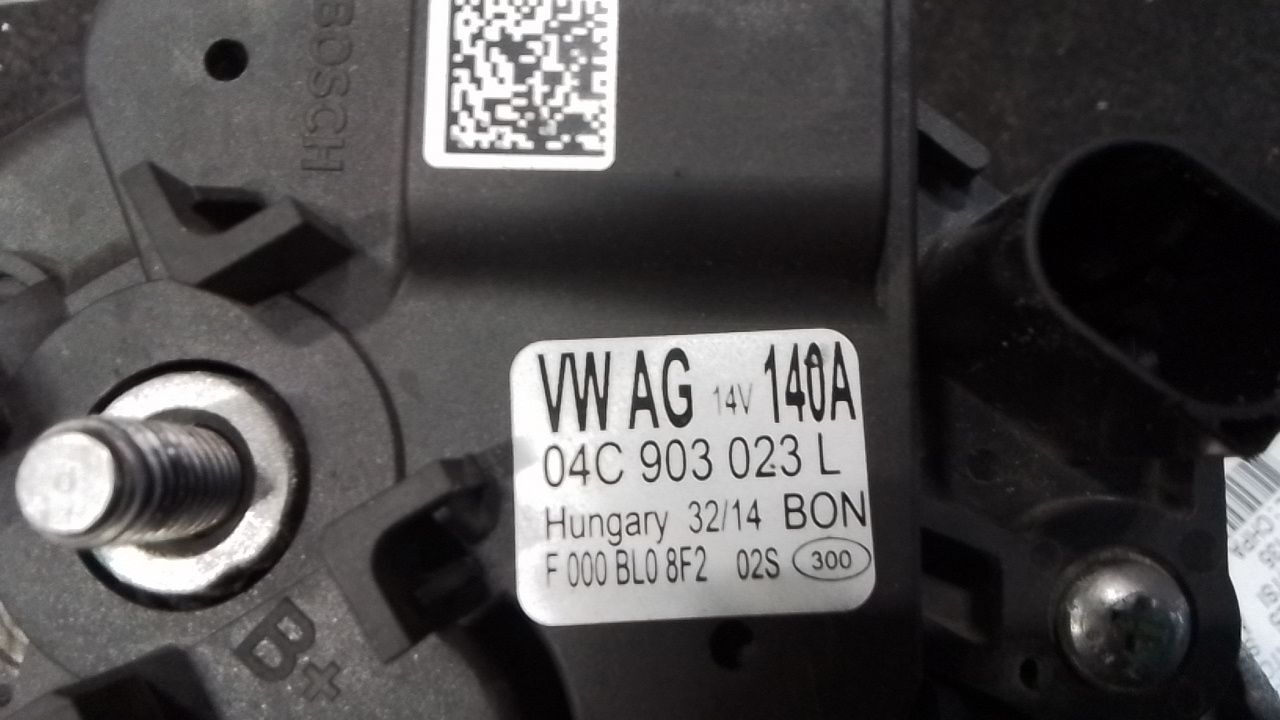 BOSCH
VW AG 14V 140A
04C 903 023 L
Hungary 32/14 BON
F 000 BL0 8F2 02S 300
B+